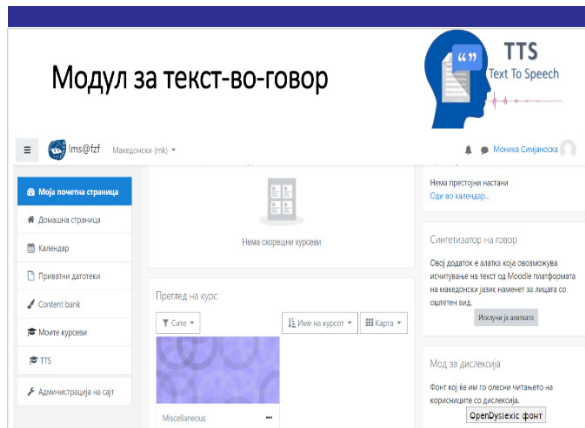 Модул за текст-во-говор
TTS
Text To Speech
lms@fzf
Македонски (mk)
Моника Симјаноска
Моја почетна страница
Домашна страница
Календар
Приватни датотеки
Content bank
Моите курсеви
TTS
Администрација на сајт
Нема скорешни курсеви
Преглед на курс
Сите
Име на курсот
Карта
Miscellaneous
Нема престојни настани
Оди во календар...
Синтетизатор на говор
Овој додаток е алатка која овозможува
исчитување на текст од Moodle платформата
на македонски јазик наменет за лицата со
оштетен вид.
Исклучи ја алатката
Мод за дислексија
Фонт кој ќе им го олесни читањето на
корисниците со дислексија.
OpenDyslexic фонт